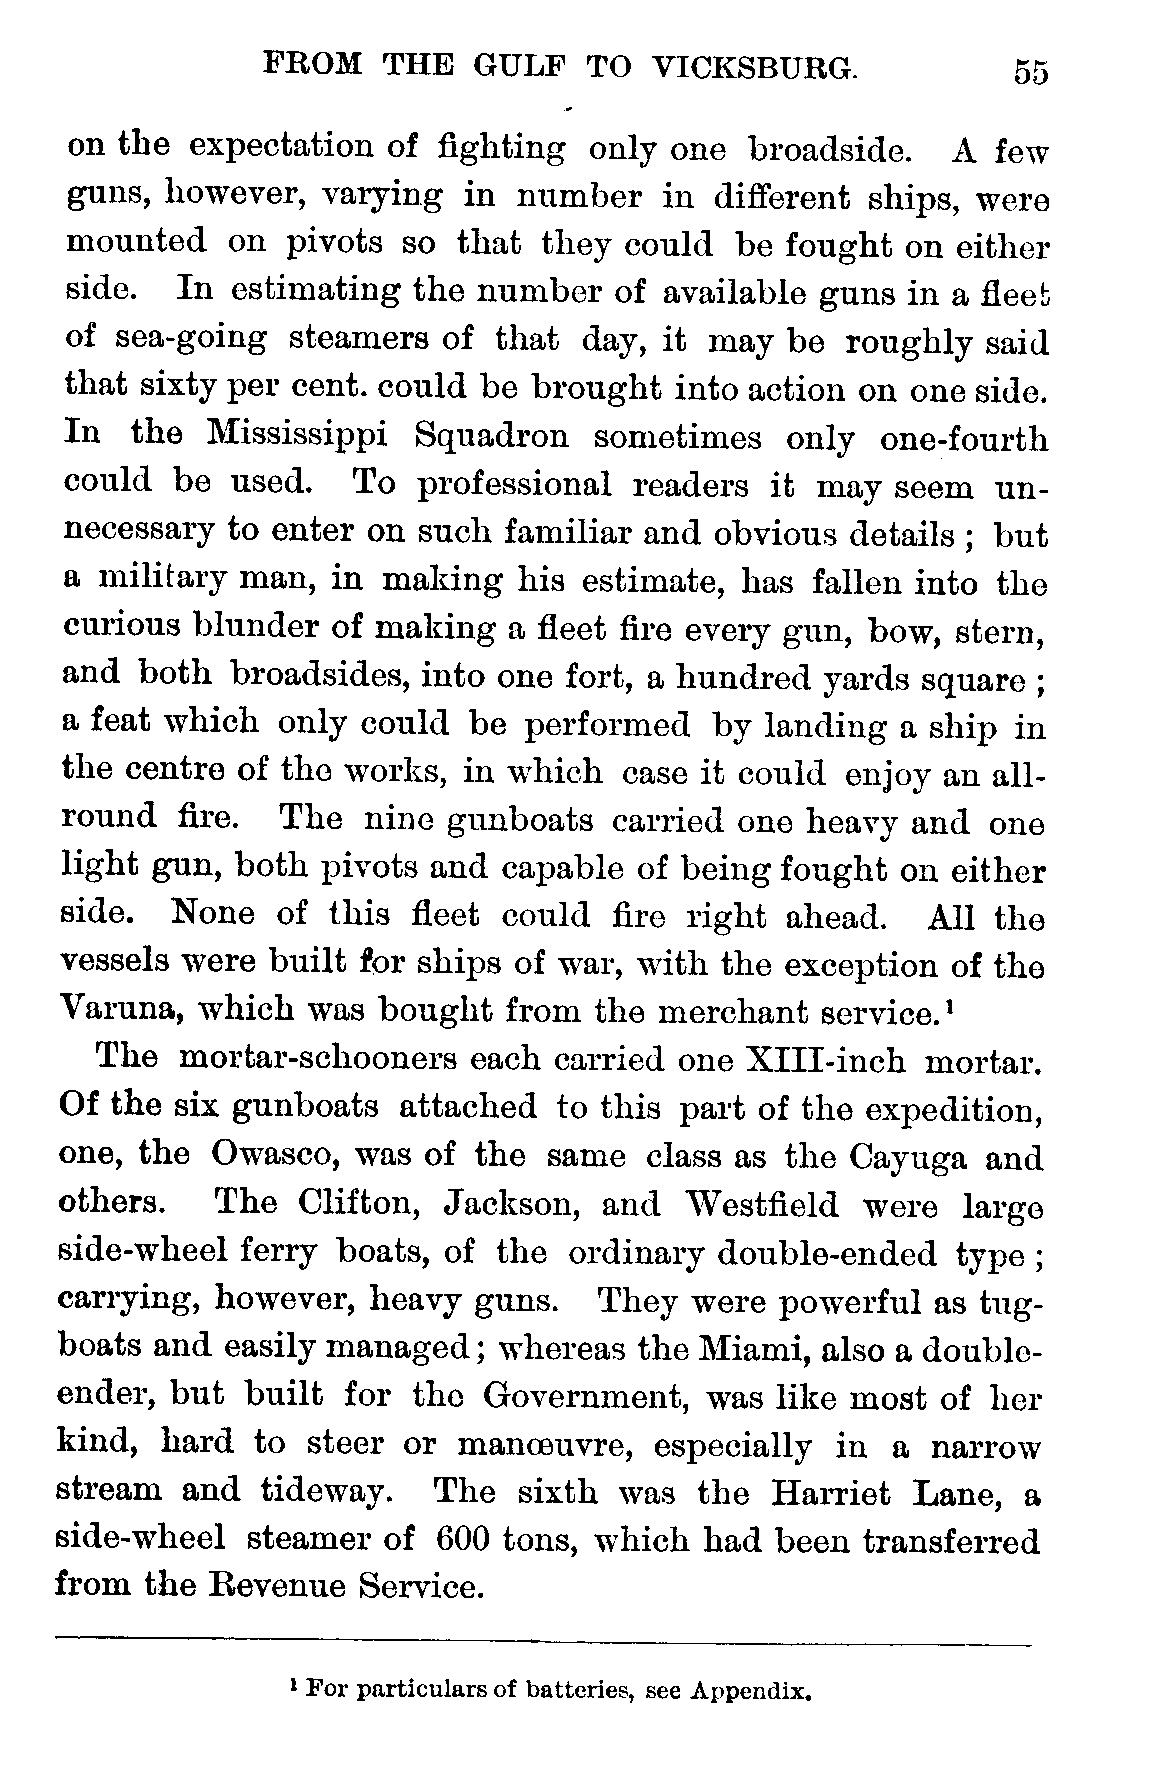 FROM THE GULF TO VICKSBURG. 55
on the expectation of fighting only one broadside. A few
guns, however, varying in number in different ships, were
mounted on pivots so that they could be fought on either
side. In estimating the number of available guns in a fleet
of sea-going steamers of that day, it may be roughly said
that sixty per cent. could be brought into action on one side.
In the Mississippi Squadron sometimes only one-fourth
could be used. To professional readers it may seem un-
necessary to enter on such familiar and obvious details ; but
a military man, in making his estimate, has fallen into the
curious blunder of making a fleet fire every gun, bow, stern,
and both broadsides, into one fort, a hundred yards square ;
a feat which only could be performed by landing a ship in
the centre of the works, in which case it could enjoy an all-
round fire. The nine gunboats carried one heavy and one
light gun, both pivots and capable of being fought on either
side. None of this fleet could fire right ahead. All the
vessels were built for ships of war, with the exception of the
Varuna, which was bought from the merchant service.¹
The mortar-schooners each carried one XIII-inch mortar.
Of the six gunboats attached to this part of the expedition,
one, the Owasco, was of the same class as the Cayuga and
others. The Clifton, Jackson, and Westfield were large
side-wheel ferry boats, of the ordinary double-ended type ;
carrying, however, heavy guns. They were powerful as tug-
boats and easily managed ; whereas the Miami, also a double-
ender, but built for the Government, was like most of her
kind, hard to steer or manœuvre, especially in a narrow
stream and tideway. The sixth was the Harriet Lane, a
side-wheel steamer of 600 tons, which had been transferred
from the Revenue Service.
¹ For particulars of batteries, see Appendix.